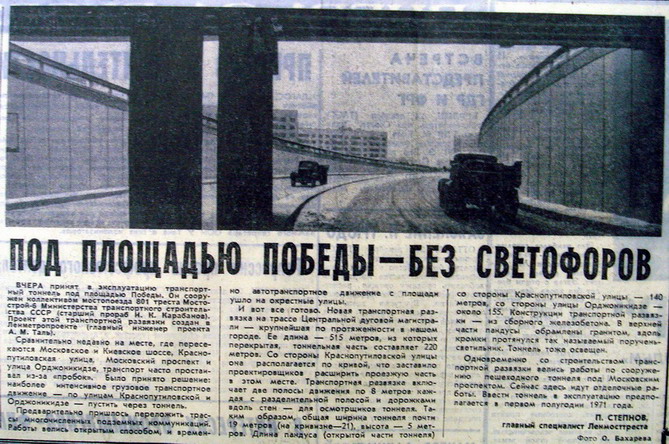 ПОД ПЛОЩАДЬЮ ПОБЕДЫ—БЕЗ СВЕТОФОРОВ
ВЧЕРА принят в эксплуатацию транспорт-
ный тоннель под площадью Победы. Он соо-
ружен коллективом мостопоезда 801 треста Мосто-
строй-6 Министерства транспортного строитель-
ства СССР (старший прораб И. К. Карабанов).
Проект этой транспортной развязки создан в
Ленметропроекте (главный инженер проекта
А. М. Таль).
Сравнительно недавно на месте, где пересе-
каются Московское и Киевское шоссе, Красно-
путиловская улица, Московский проспект и
улица Орджоникидзе, транспорт часто простаи-
вал из-за «пробок». Было принято решение:
наиболее интенсивное грузовое транспортное
движение — по улицам Краснопутиловской и
Орджоникидзе — пустить через тоннель.
Предварительно пришлось переложить трас-
сы многочисленных подземных коммуникаций.
Работы велись открытым способом, и времен-
но автотранспортное движение с площади
ушло на окрестные улицы.
И вот все готово. Новая транспортная раз-
вязка на трассе Центральной дуговой магистра-
ли — крупнейшая по протяженности в нашем
городе. Ее длина — 515 метров, из которых
перекрытая, тоннельная часть составляет 220
метров. Со стороны Краснопутиловской улицы
она располагается по кривой, что заставило
проектировщиков расширить проезжую часть
в этом месте. Транспортная развязка включа-
ет две полосы движения по 8 метров каж-
дая с разделительной полосой и дорожками
вдоль стен — для осмотрщиков тоннеля. Та-
ким образом, общая ширина тоннеля почти
19 метров (на кривизне—21), высота — 5 мет-
ров. Длина пандуса (открытой части тоннеля)
со стороны Краснопутиловской улицы — 140
метров, со стороны улицы Орджоникидзе —
около 155. Конструкции транспортной развяз-
ки — из сборного железобетона. В верхней
части пандусы обрамлены гранитом, вдоль
кромки протянулся так называемый поручень-
светильник. Тоннель тоже освещен.
Одновременно со строительством транс-
портной развязки велись работы по сооруже-
нию пешеходного тоннеля под Московским
проспектом. Сейчас здесь идут отделочные ра-
боты. Ввести тоннель в эксплуатацию предпо-
лагается в первом полугодии 1971 года.
П. СТЕПНОВ,
главный специалист Ленмостреста
Фото О. Бахарева
ВСТРЕЧА
ПРЕДСТАВИТЕЛЕЙ
ГДР И ФРГ